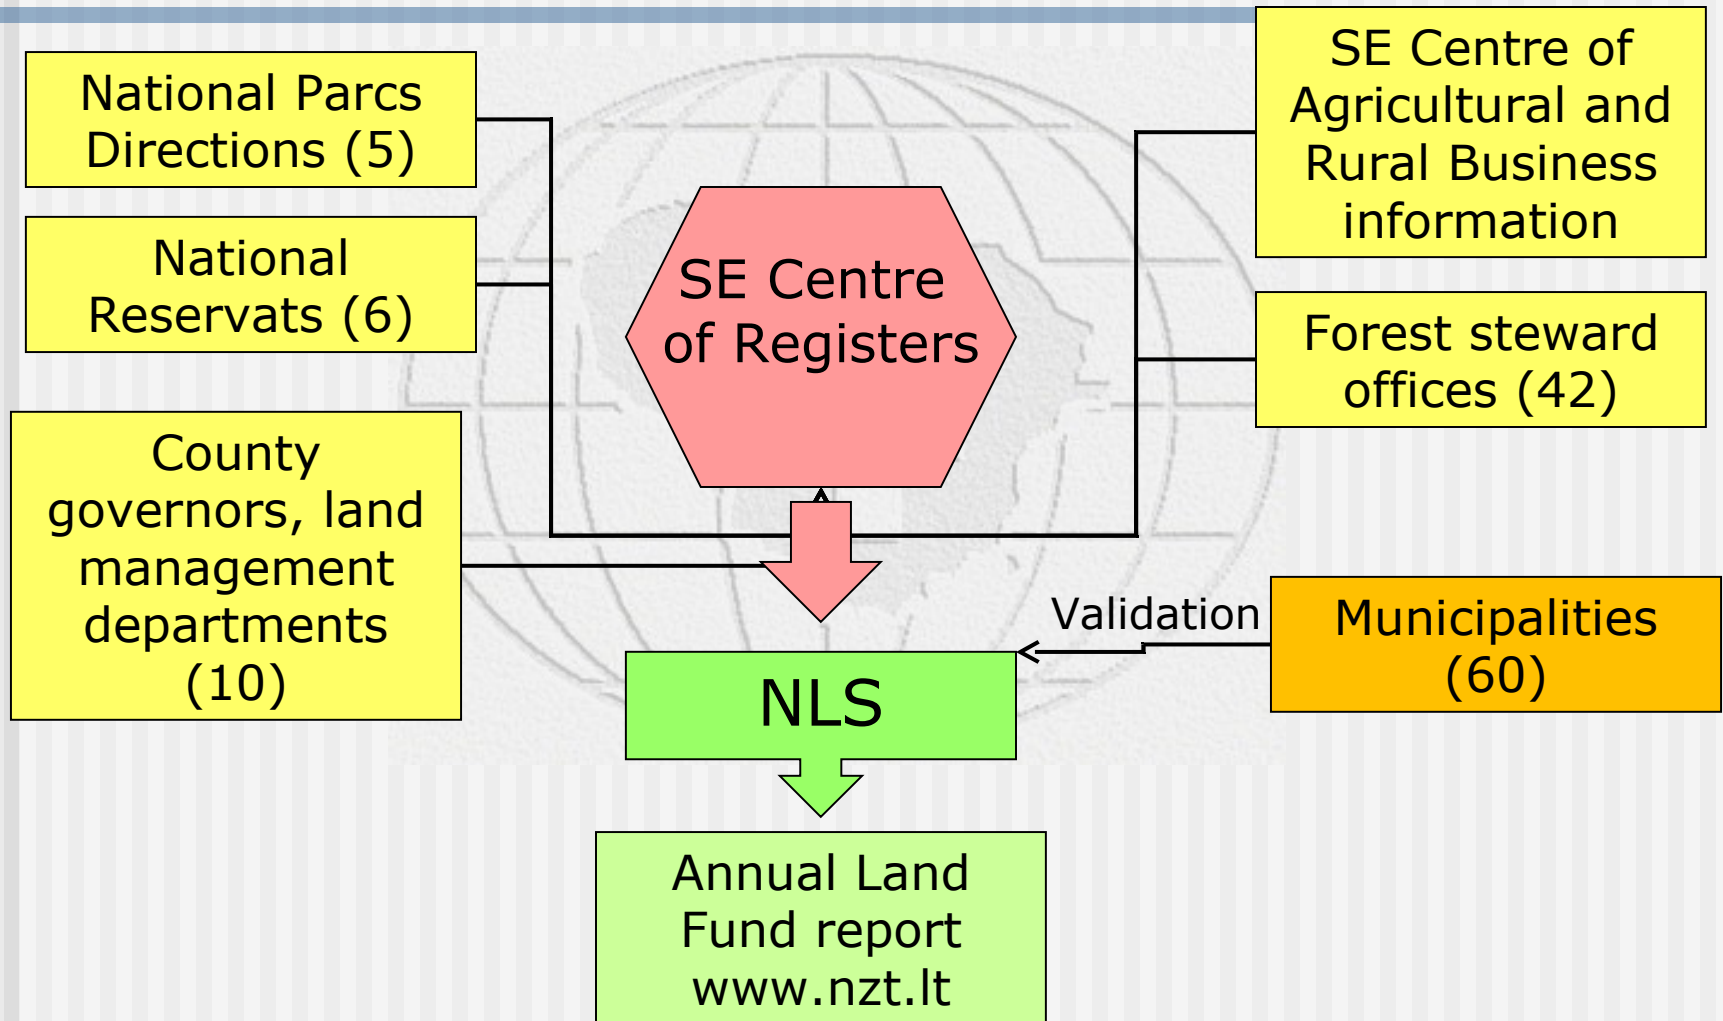 National Parcs
Directions (5)
National
Reservats (6)
County
governors, land
management
departments
(10)
SE Centre
of Registers
SE Centre of
Agricultural and
Rural Business
information
Forest steward
offices (42)
Validation
Municipalities
(60)
NLS
Annual Land
Fund report
www.nzt.lt